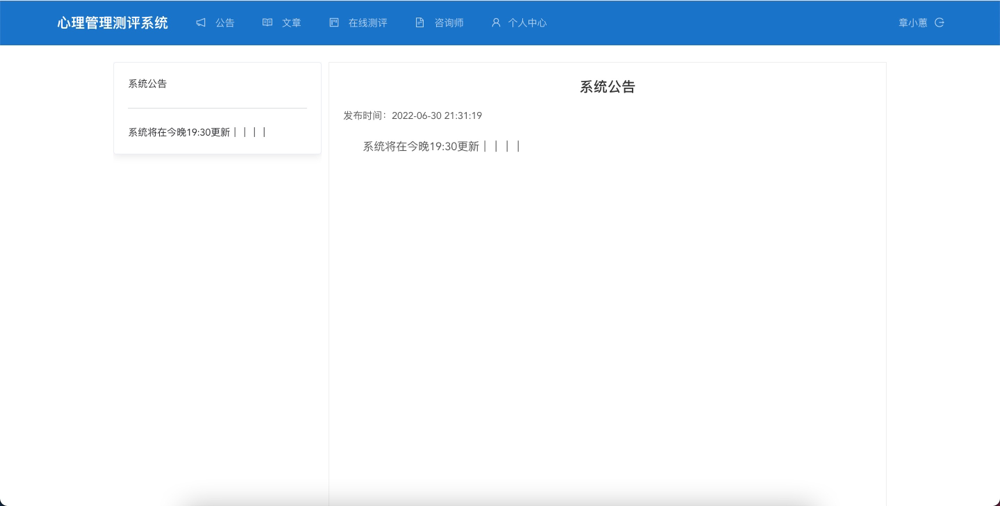 心理管理测评系统 公告 文章 在线测评 咨询师 个人中心 章小蕙
系统公告
系统将在今晚19:30更新｜｜｜｜
系统公告
发布时间：2022-06-30 21:31:19
系统将在今晚19:30更新｜｜｜｜